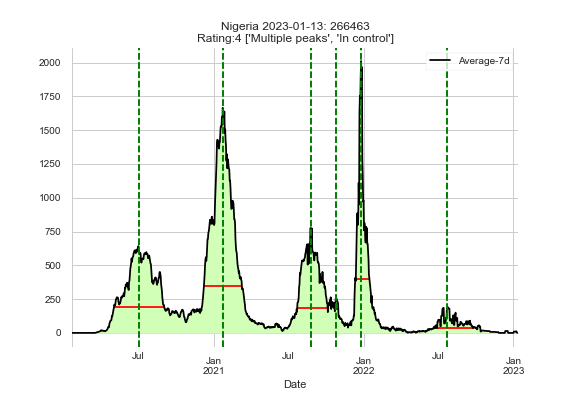 Nigeria 2023-01-13: 266463
Rating:4 ['Multiple peaks', 'In control']
Average-7d
2000
1750
1500
1250
1000
750
500
250
0
Jul
Jan
2021
Jul
Jan
2022
Jul
Jan
2023
Date